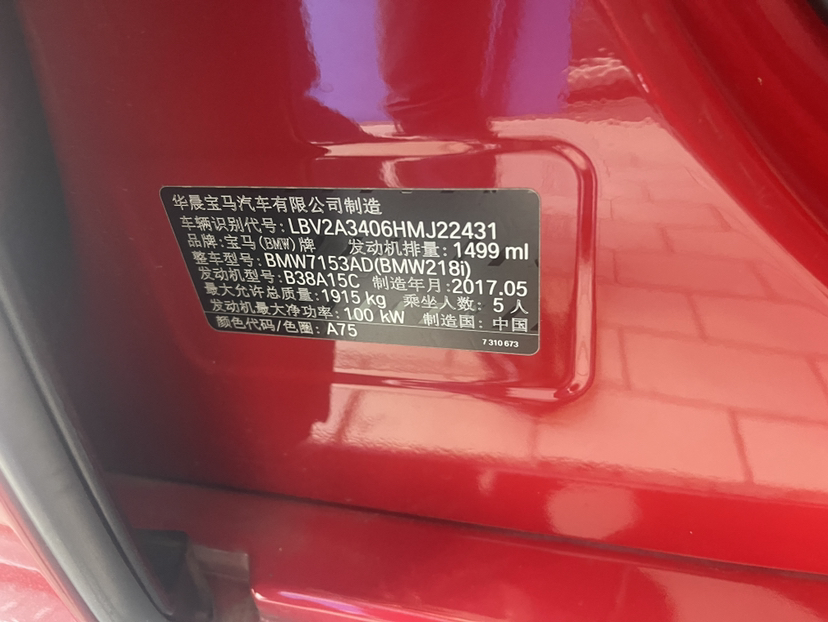 华晨宝马汽车有限公司制造
车辆识别代号: LBV2A3406HMJ22431
品牌: 宝马(BMW)牌 发动机排量: 1499 ml
整车型号: BMW7153AD(BMW218i)
发动机型号: B38A15C 制造年月: 2017.05
最大允许总质量: 1915 kg 乘坐人数: 5 人
发动机最大净功率: 100 kW 制造国: 中国
颜色代码/色圈: A75
7 310 673